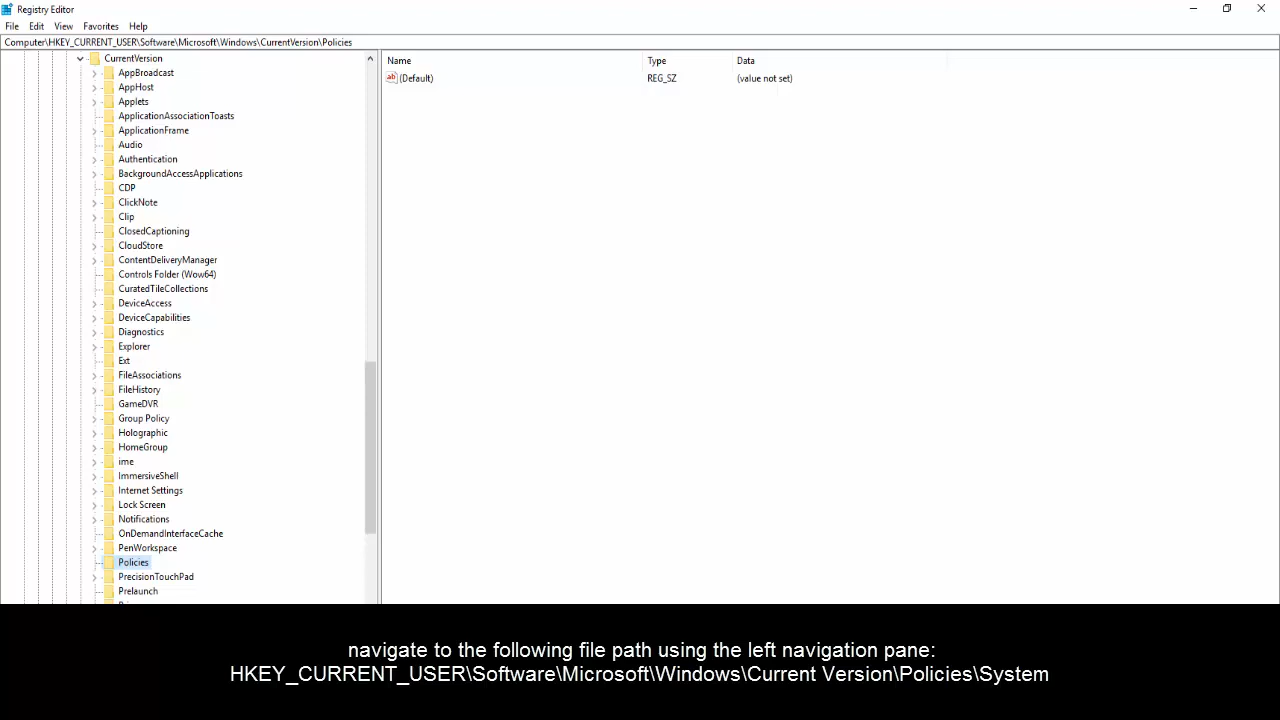 Registry Editor
File Edit View Favorites Help
Computer\HKEY_CURRENT_USER\Software\Microsoft\Windows\CurrentVersion\Policies
CurrentVersion
AppBroadcast
AppHost
Applets
ApplicationAssociationToasts
ApplicationFrame
Audio
Authentication
BackgroundAccessApplications
CDP
ClickNote
Clip
ClosedCaptioning
CloudStore
ContentDeliveryManager
Controls Folder (Wow64)
CuratedTileCollections
DeviceAccess
DeviceCapabilities
Diagnostics
Explorer
Ext
FileAssociations
FileHistory
GameDVR
Group Policy
Holographic
HomeGroup
ime
ImmersiveShell
Internet Settings
Lock Screen
Notifications
OnDemandInterfaceCache
PenWorkspace
Policies
PrecisionTouchPad
Prelaunch
Name Type Data
ab (Default) REG_SZ (value not set)
navigate to the following file path using the left navigation pane:
HKEY_CURRENT_USER\Software\Microsoft\Windows\Current Version\Policies\System